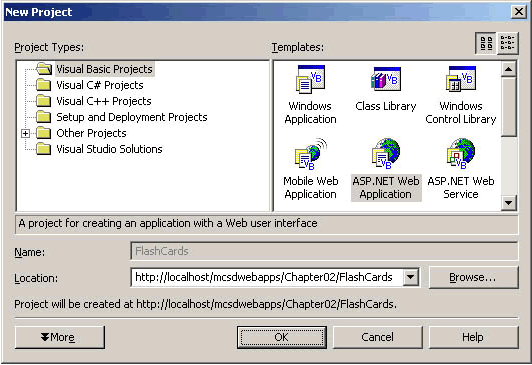 New Project
Project Types:
Templates:
Visual Basic Projects
Visual C# Projects
Visual C++ Projects
Setup and Deployment Projects
Other Projects
Visual Studio Solutions
Windows Application
Class Library
Windows Control Library
Mobile Web Application
ASP.NET Web Application
ASP.NET Web Service
A project for creating an application with a Web user interface
Name:
FlashCards
Location:
http://localhost/mcsdwebapps/Chapter02/FlashCards
Browse...
Project will be created at http://localhost/mcsdwebapps/Chapter02/FlashCards.
More
OK
Cancel
Help